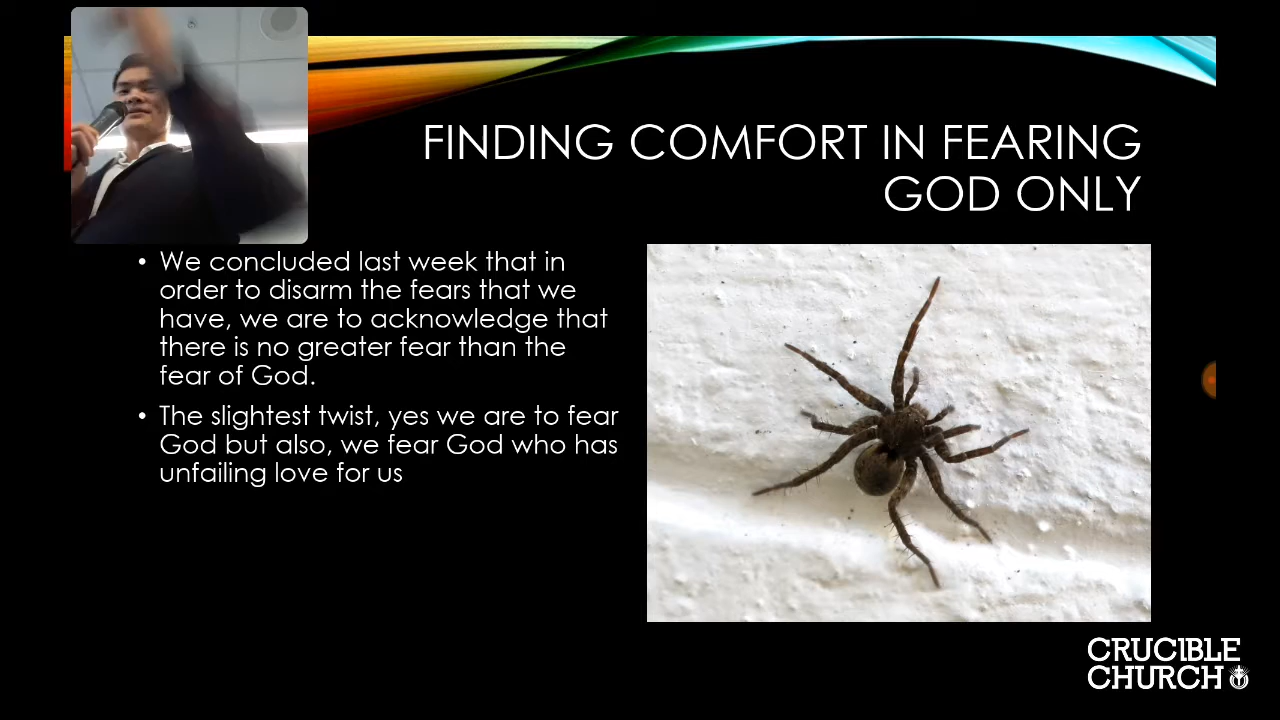 FINDING COMFORT IN FEARING
GOD ONLY
• We concluded last week that in
order to disarm the fears that we
have, we are to acknowledge that
there is no greater fear than the
fear of God.
• The slightest twist, yes we are to fear
God but also, we fear God who has
unfailing love for us
CRUCIBLE
CHURCH